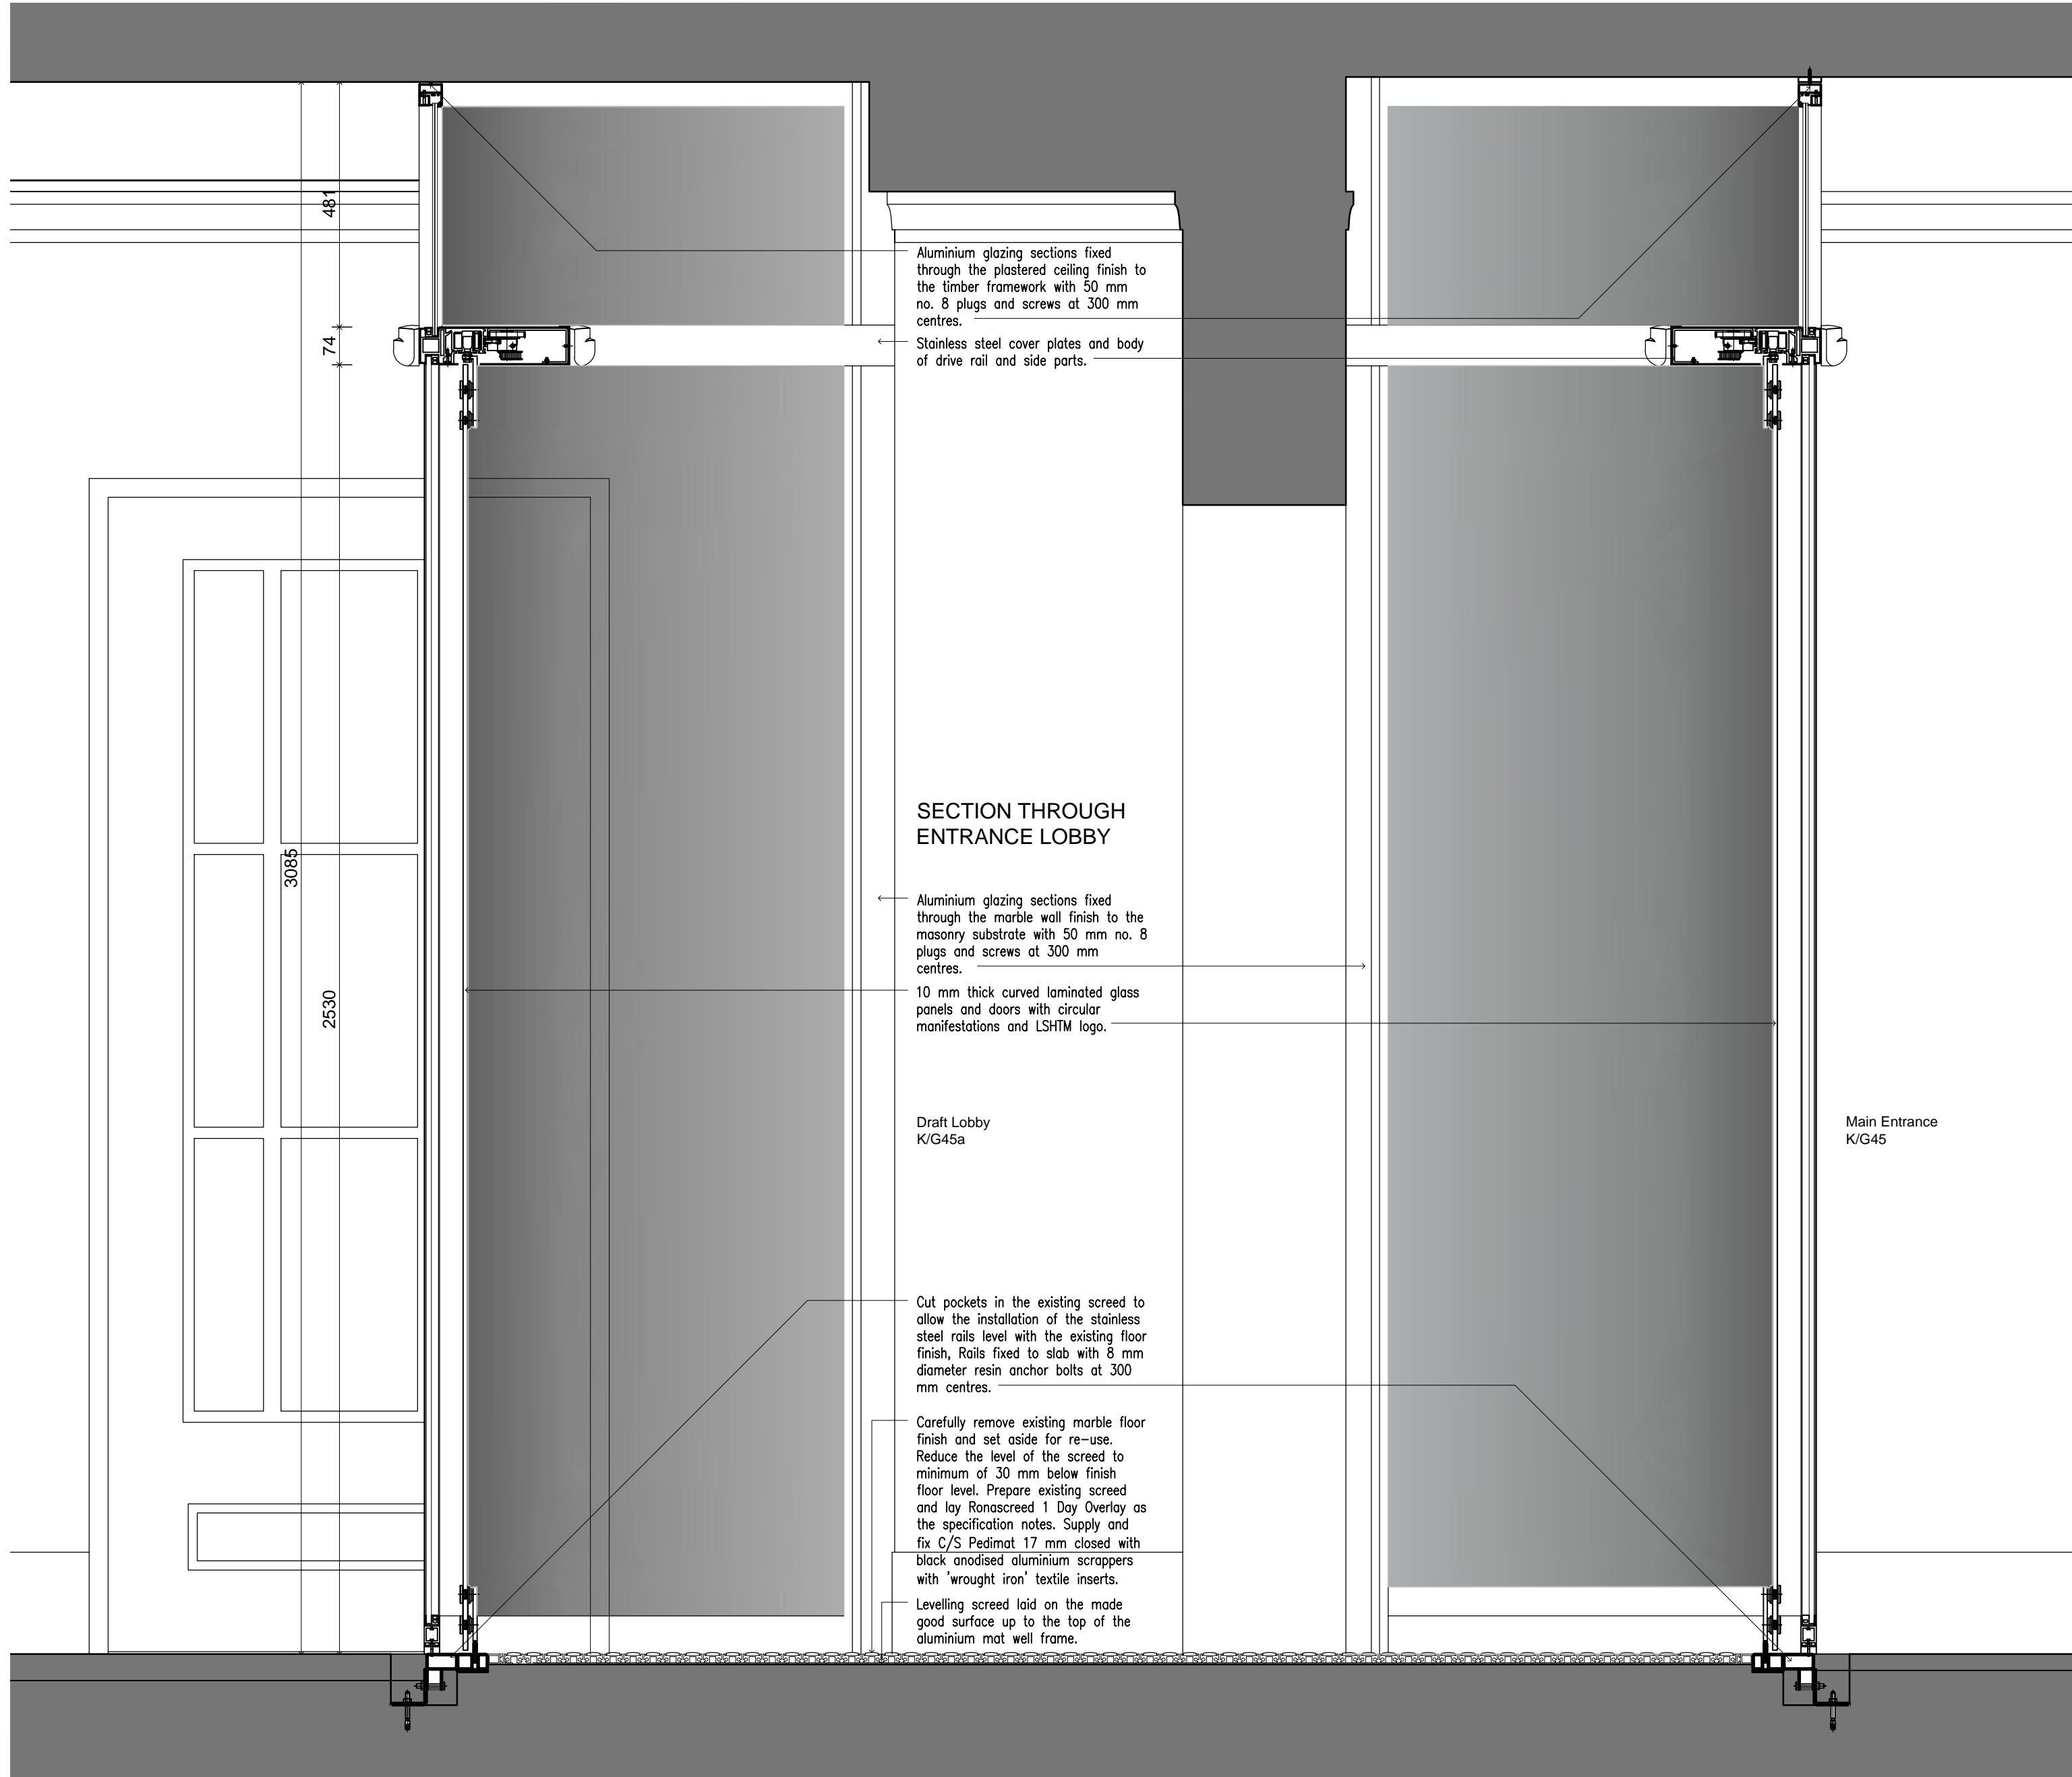 481
74
3085
2530
Aluminium glazing sections fixed
through the plastered ceiling finish to
the timber framework with 50 mm
no. 8 plugs and screws at 300 mm
centres.
Stainless steel cover plates and body
of drive rail and side parts.
SECTION THROUGH
ENTRANCE LOBBY
Aluminium glazing sections fixed
through the marble wall finish to the
masonry substrate with 50 mm no. 8
plugs and screws at 300 mm
centres.
10 mm thick curved laminated glass
panels and doors with circular
manifestations and LSHTM logo.
Draft Lobby
K/G45a
Main Entrance
K/G45
Cut pockets in the existing screed to
allow the installation of the stainless
steel rails level with the existing floor
finish, Rails fixed to slab with 8 mm
diameter resin anchor bolts at 300
mm centres.
Carefully remove existing marble floor
finish and set aside for re-use.
Reduce the level of the screed to
minimum of 30 mm below finish
floor level. Prepare existing screed
and lay Ronascreed 1 Day Overlay as
the specification notes. Supply and
fix C/S Pedimat 17 mm closed with
black anodised aluminium scrappers
with 'wrought iron' textile inserts.
Levelling screed laid on the made
good surface up to the top of the
aluminium mat well frame.